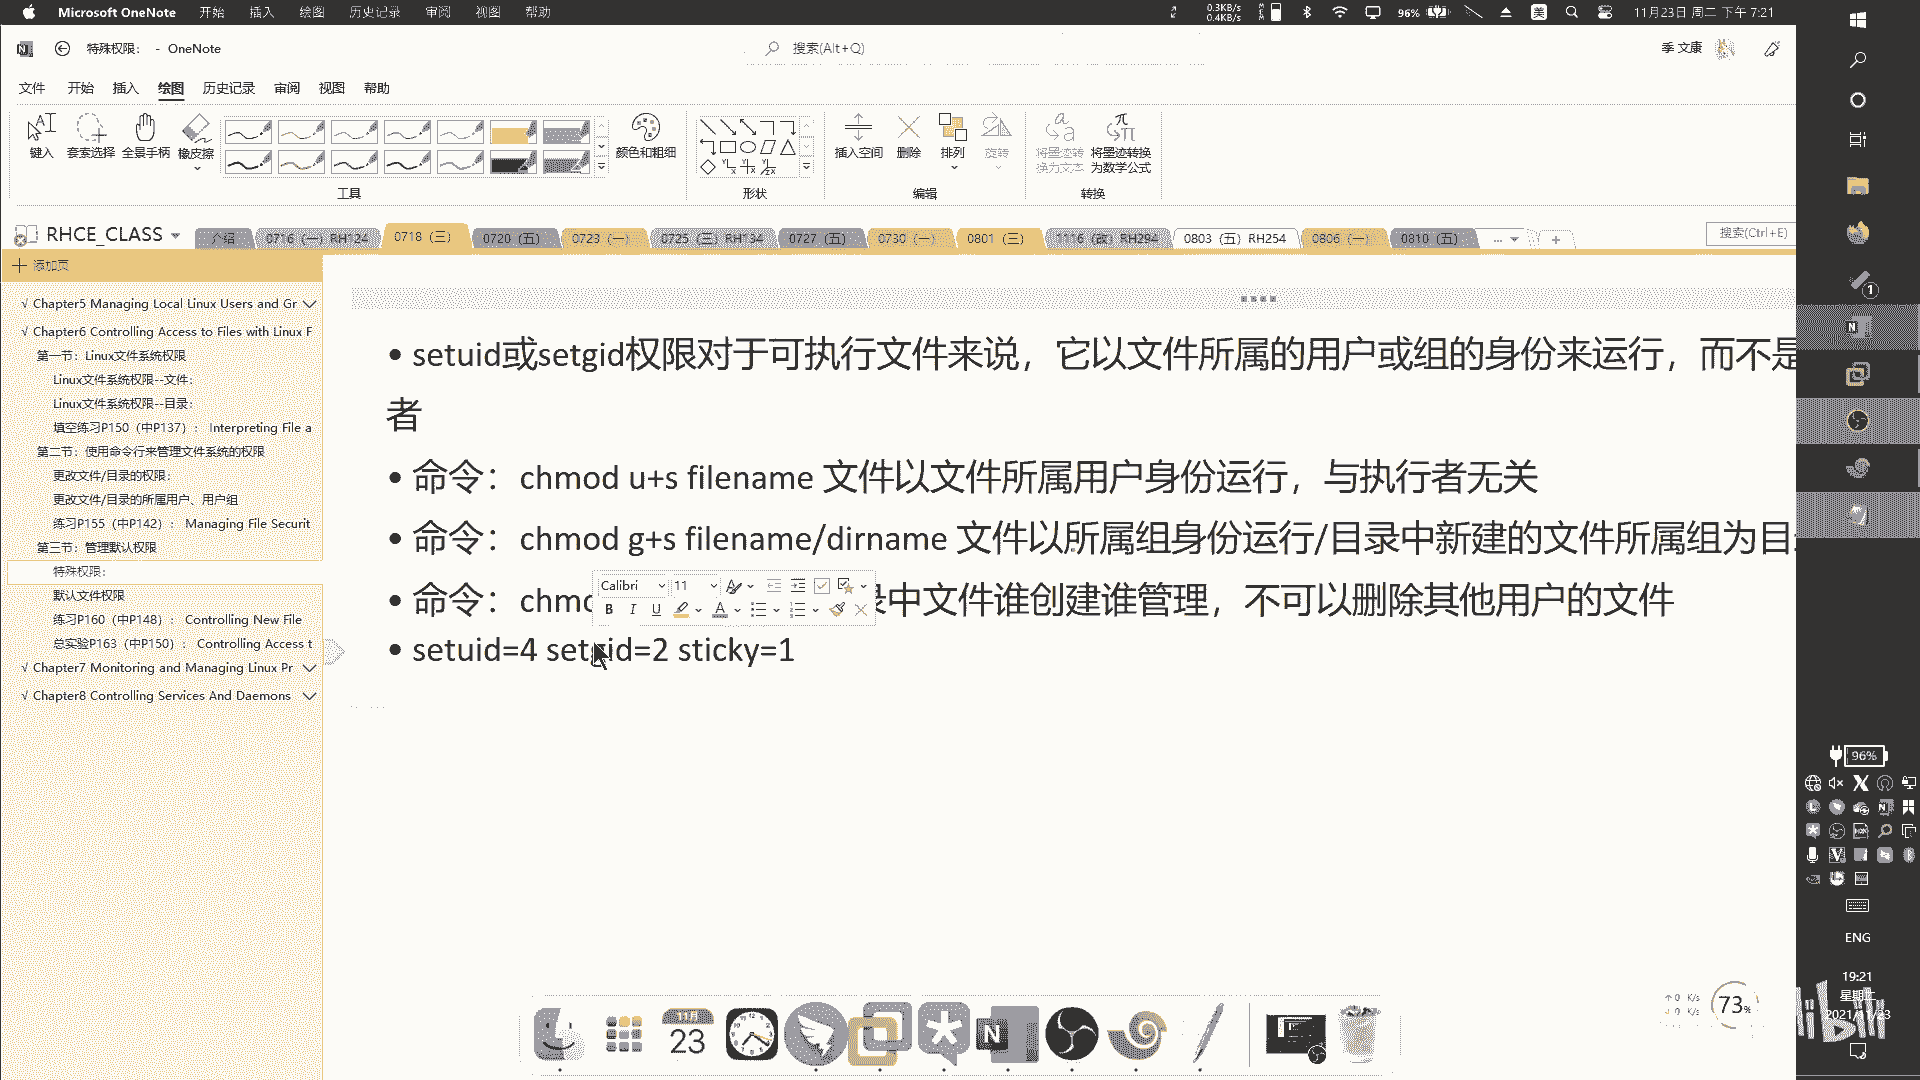 Microsoft OneNote 开始 插入 绘图 历史记录 审阅 视图 帮助 0.3KB/s 0.4KB/s 96% 美 11月23日 周二 下午 7:21
特殊权限: - OneNote 搜索(Alt+Q) 季 文康
文件 开始 插入 绘图 历史记录 审阅 视图 帮助
键入 套索选择 全景手柄 橡皮擦 颜色和粗细 插入空间 删除 排列 旋转 将墨迹转换为文本 将墨迹转换为数学公式
工具 形状 编辑 转换
RHCE_CLASS 介绍 0716（一）RH124 0718（三） 0720（五） 0723（一） 0725（三）RH134 0727（五） 0730（一） 0801（三） 1116（故）RH294 0803（五）RH254 0806（一） 0810（五） ... 搜索(Ctrl+E)
添加页
√ Chapter5 Managing Local Linux Users and Gr
√ Chapter6 Controlling Access to Files with Linux F
第一节：Linux文件系统权限
Linux文件系统权限--文件：
Linux文件系统权限--目录：
填空练习P150（中P137）： Interpreting File a
第二节：使用命令行来管理文件系统的权限
更改文件/目录的权限：
更改文件/目录的所属用户、用户组
练习P155（中P142）： Managing File Securit
第三节：管理默认权限
特殊权限：
默认文件权限
练习P160（中P148）： Controlling New File
总实验P163（中P150）： Controlling Access t
√ Chapter7 Monitoring and Managing Linux Pr
√ Chapter8 Controlling Services And Daemons
• setuid或setgid权限对于可执行文件来说，它以文件所属的用户或组的身份来运行，而不是
者
• 命令：chmod u+s filename 文件以文件所属用户身份运行，与执行者无关
• 命令：chmod g+s filename/dirname 文件以所属组身份运行/目录中新建的文件所属组为目
Calibri 11
• 命令：chmo 录中文件谁创建谁管理，不可以删除其他用户的文件
B I U A
• setuid=4 setgid=2 sticky=1
1
96%
ENG
19:21
星期二
2021/11/23
11月
23
0 K/s
0 K/s
73%